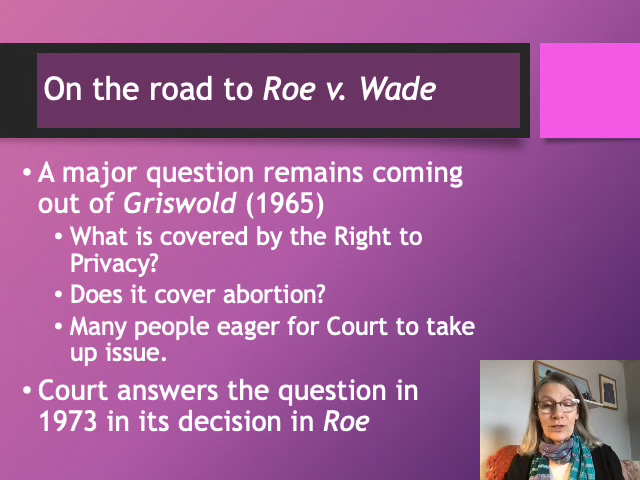 On the road to Roe v. Wade
• A major question remains coming
out of Griswold (1965)
• What is covered by the Right to
Privacy?
• Does it cover abortion?
• Many people eager for Court to take
up issue.
• Court answers the question in
1973 in its decision in Roe